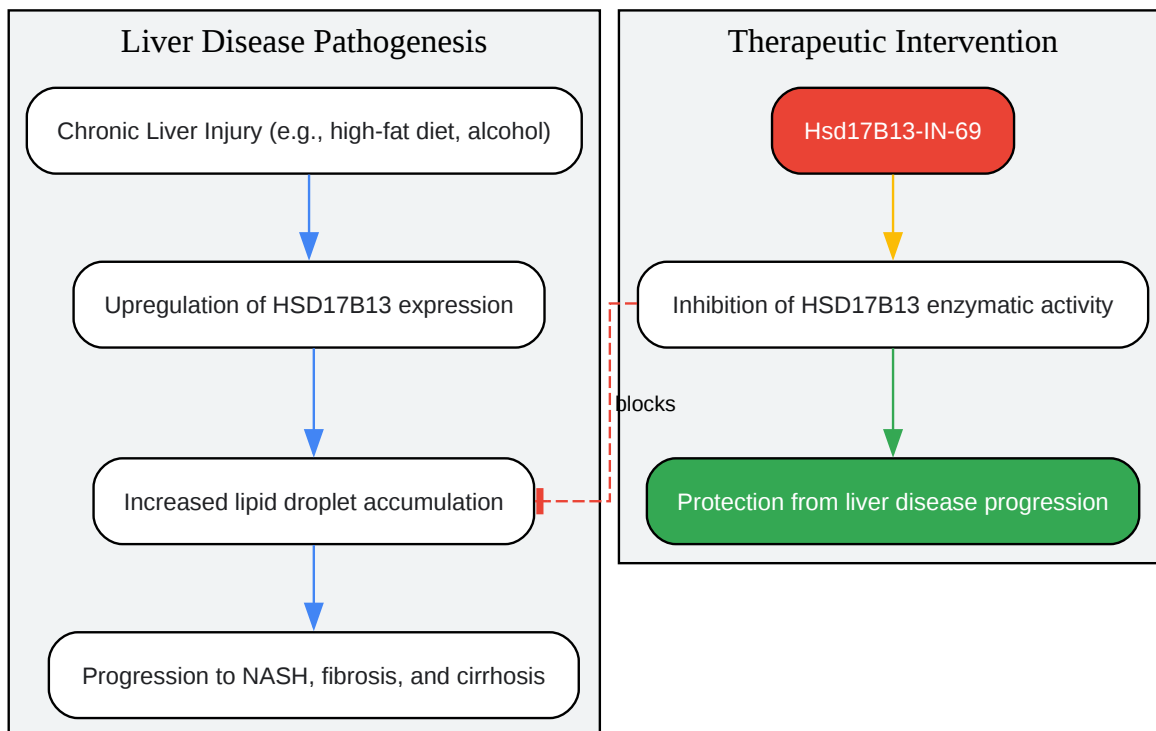 Liver Disease Pathogenesis
Chronic Liver Injury (e.g., high-fat diet, alcohol)
Upregulation of HSD17B13 expression
Increased lipid droplet accumulation
Progression to NASH, fibrosis, and cirrhosis
Therapeutic Intervention
Hsd17B13-IN-69
Inhibition of HSD17B13 enzymatic activity
blocks
Protection from liver disease progression